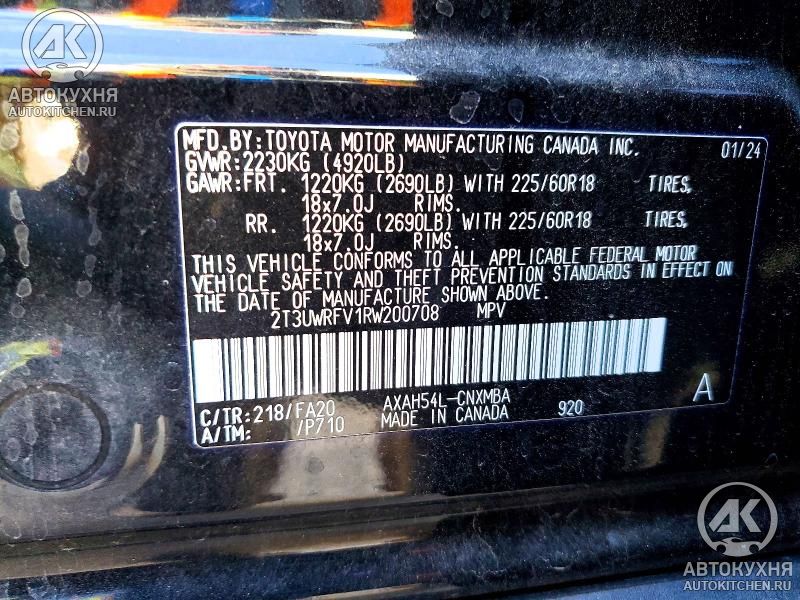 AK
АВТОКУХНЯ
AUTOKITCHEN.RU
MFD.BY:TOYOTA MOTOR MANUFACTURING CANADA INC. 01/24
GVWR:2230KG (4920LB)
GAWR:FRT. 1220KG (2690LB) WITH 225/60R18 TIRES,
18x7.0J RIMS.
RR. 1220KG (2690LB) WITH 225/60R18 TIRES,
18x7.0J RIMS.
THIS VEHICLE CONFORMS TO ALL APPLICABLE FEDERAL MOTOR
VEHICLE SAFETY AND THEFT PREVENTION STANDARDS IN EFFECT ON
THE DATE OF MANUFACTURE SHOWN ABOVE.
2T3UWRFV1RW200708 MPV
C/TR:218/FA20 AXAH54L-CNXMBA A
A/TM: /P710 MADE IN CANADA 920
AK
АВТОКУХНЯ
AUTOKITCHEN.RU